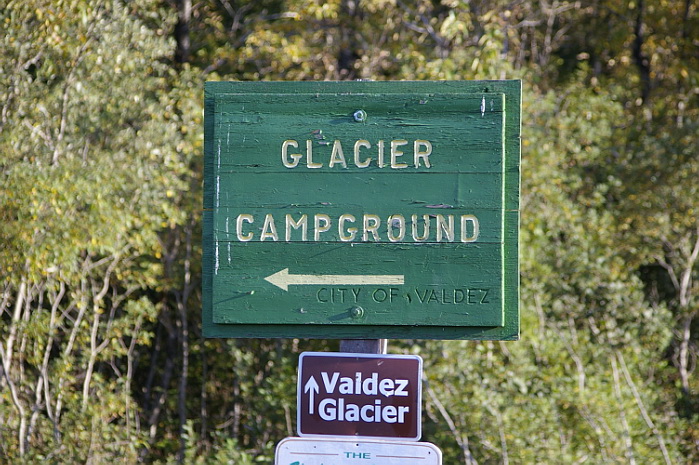 GLACIER
CAMPGROUND
CITY OF VALDEZ
Valdez
Glacier
THE